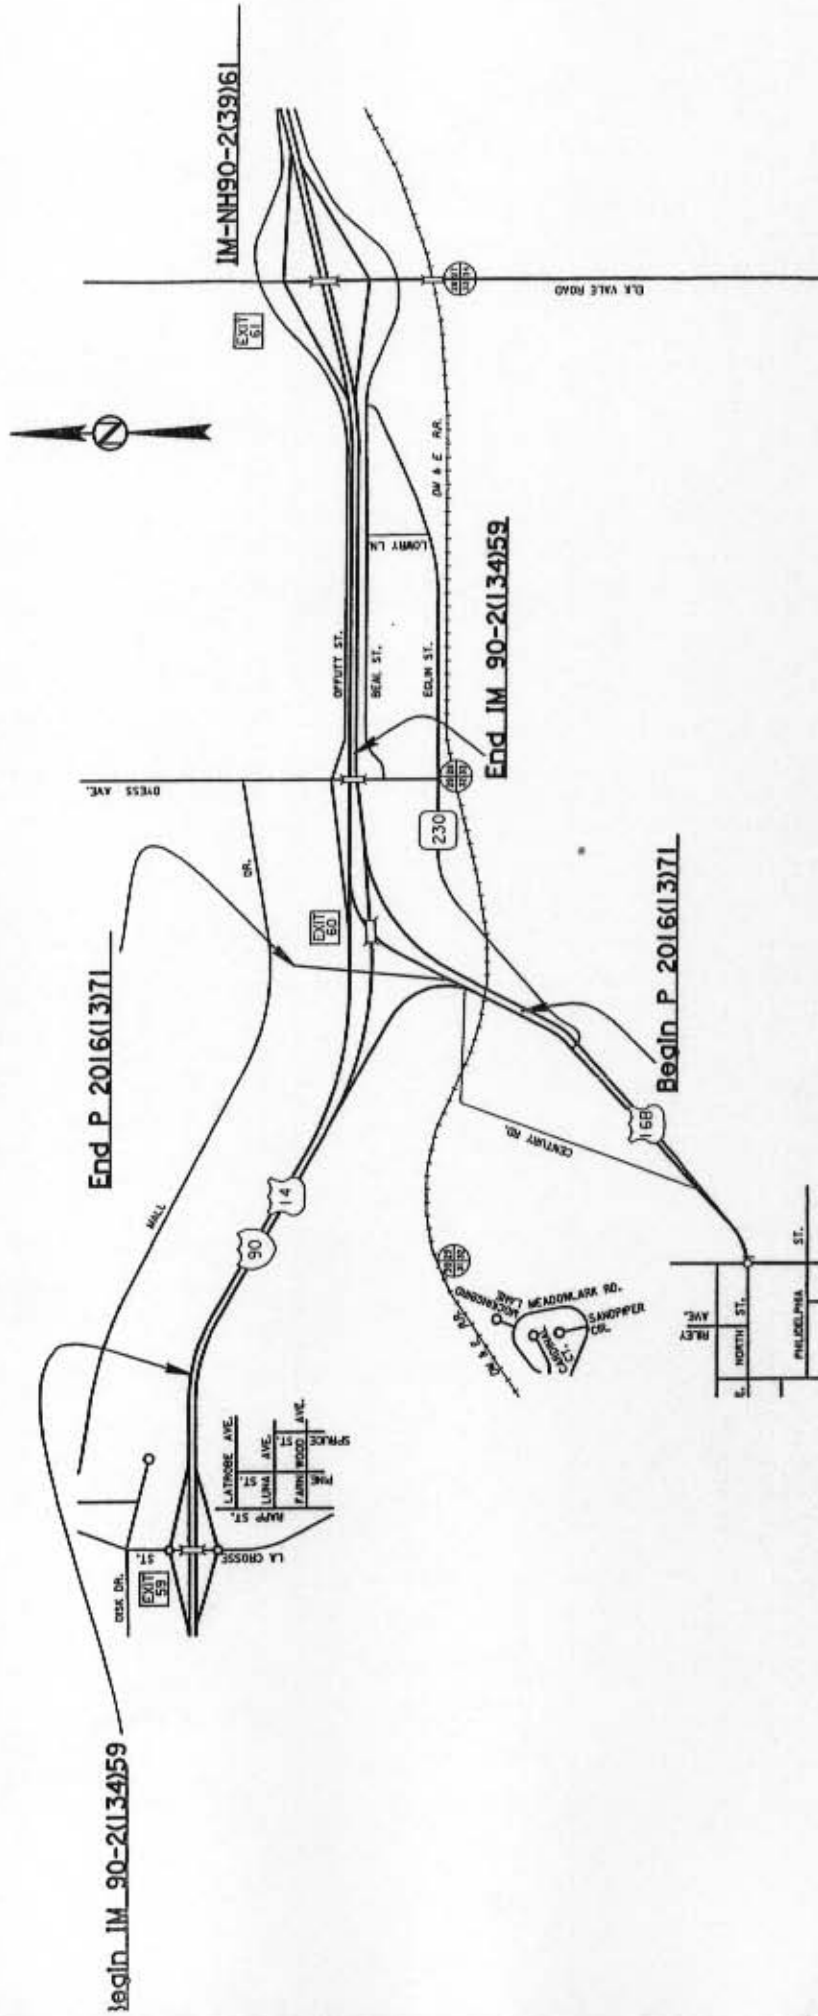 Begin IM 90-2(134)59
End P 2016(13)71
IM-NH90-2(39)61
End IM 90-2(134)59
Begin P 2016(13)71
N
EXIT 59
EXIT 60
EXIT 61
DISK DR.
LA CROSSE ST.
MALL DR.
90
14
LATROBE AVE.
LUNA AVE.
FARNWOOD AVE.
RAPP ST.
PINE ST.
SPRUCE ST.
DYESS AVE.
OFFUTT ST.
BEAL ST.
EGLIN ST.
LOWRY LN.
230
ELK VALE ROAD
DM & E R.R.
DM & E R.R.
CENTURY RD.
16B
MOCKINGBIRD LANE
MEADOWLARK RD.
CARDINAL CT.
SANDPIPER CIR.
RILEY AVE.
E. NORTH ST.
PHILIDELPHIA ST.